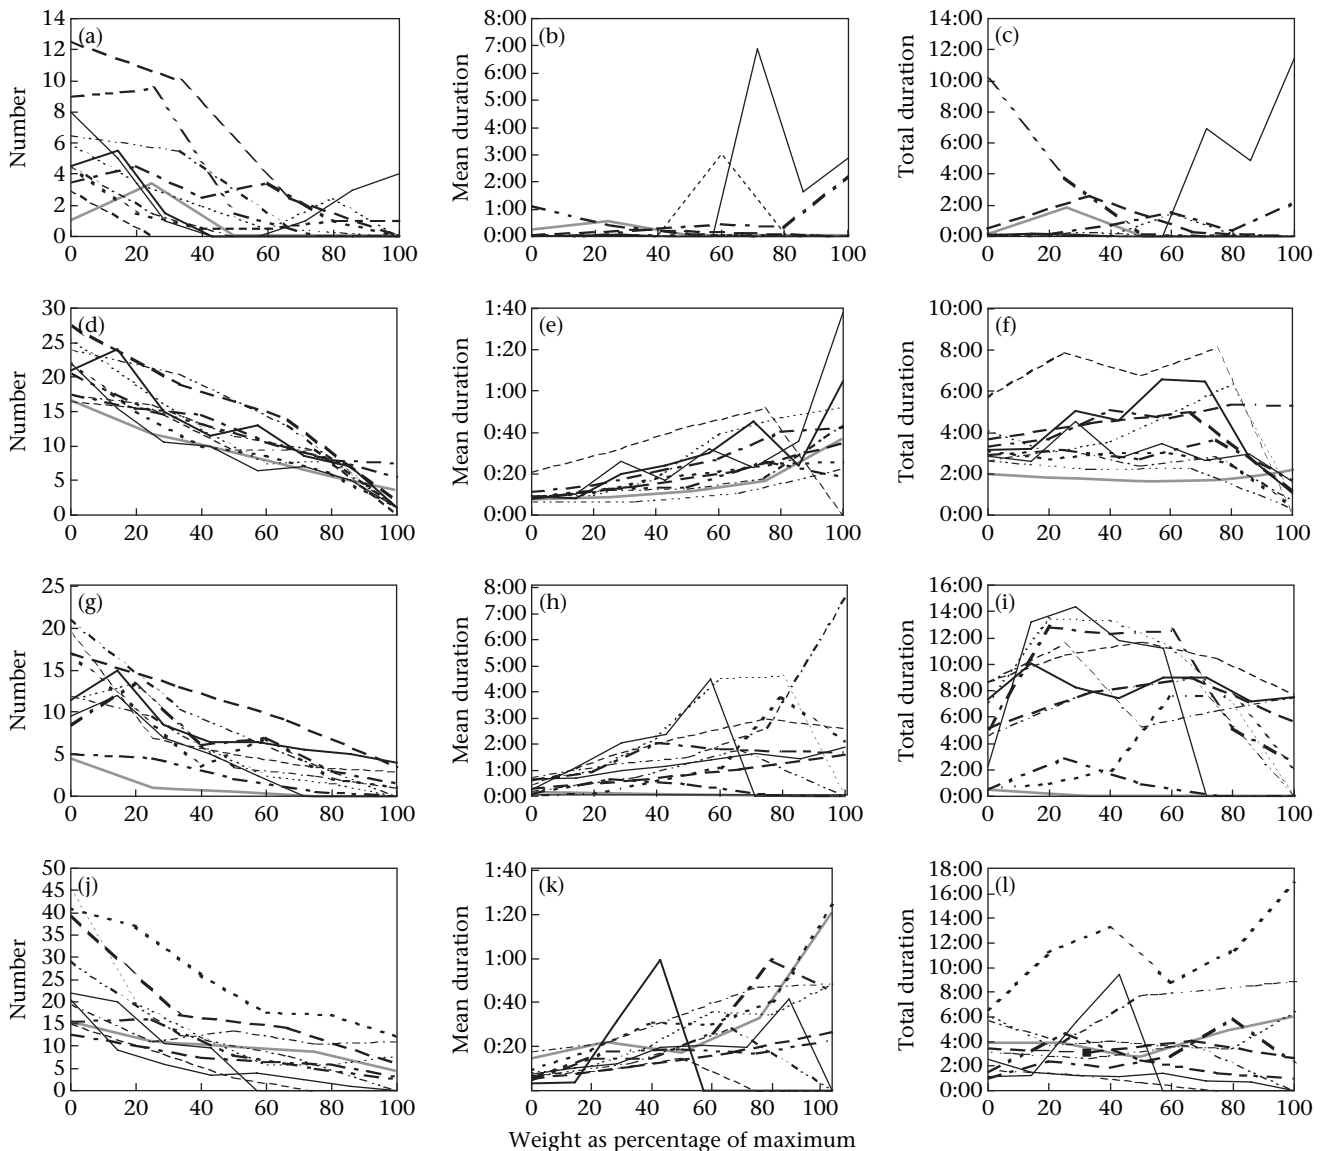 (a)
Number
14
12
10
8
6
4
2
0
0 20 40 60 80 100
(b)
Mean duration
8:00
7:00
6:00
5:00
4:00
3:00
2:00
1:00
0:00
0 20 40 60 80 100
(c)
Total duration
14:00
12:00
10:00
8:00
6:00
4:00
2:00
0:00
0 20 40 60 80 100
(d)
Number
30
25
20
15
10
5
0
0 20 40 60 80 100
(e)
Mean duration
1:40
1:20
1:00
0:40
0:20
0:00
0 20 40 60 80 100
(f)
Total duration
10:00
8:00
6:00
4:00
2:00
0:00
0 20 40 60 80 100
(g)
Number
25
20
15
10
5
0
0 20 40 60 80 100
(h)
Mean duration
8:00
7:00
6:00
5:00
4:00
3:00
2:00
1:00
0:00
0 20 40 60 80 100
(i)
Total duration
16:00
14:00
12:00
10:00
8:00
6:00
4:00
2:00
0:00
0 20 40 60 80 100
(j)
Number
50
45
40
35
30
25
20
15
10
5
0
0 20 40 60 80 100
(k)
Mean duration
1:40
1:20
1:00
0:40
0:20
0 20 40 60 80 100
(l)
Total duration
18:00
16:00
14:00
12:00
10:00
8:00
6:00
4:00
2:00
0:00
0 20 40 60 80 100
Weight as percentage of maximum